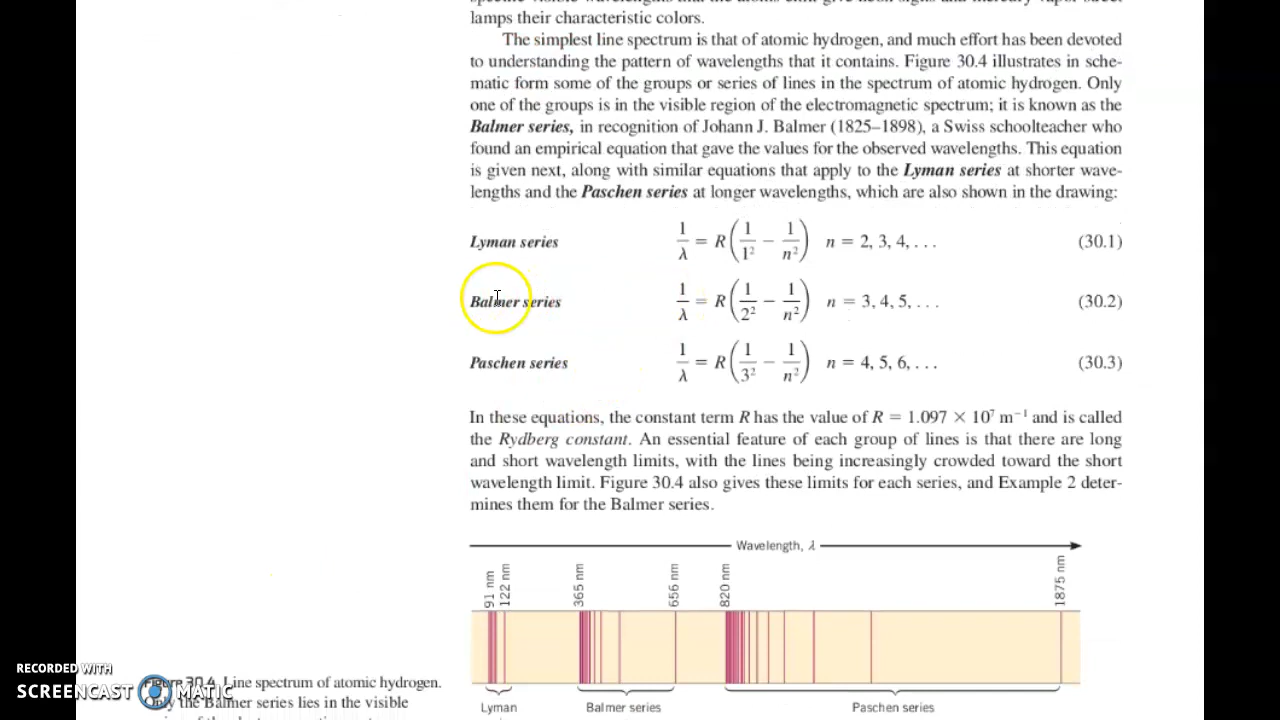 lamps their characteristic colors.
The simplest line spectrum is that of atomic hydrogen, and much effort has been devoted
to understanding the pattern of wavelengths that it contains. Figure 30.4 illustrates in sche-
matic form some of the groups or series of lines in the spectrum of atomic hydrogen. Only
one of the groups is in the visible region of the electromagnetic spectrum; it is known as the
Balmer series, in recognition of Johann J. Balmer (1825–1898), a Swiss schoolteacher who
found an empirical equation that gave the values for the observed wavelengths. This equation
is given next, along with similar equations that apply to the Lyman series at shorter wave-
lengths and the Paschen series at longer wavelengths, which are also shown in the drawing:
Lyman series 1/λ = R(1/1² − 1/n²) n = 2, 3, 4, . . . (30.1)
Balmer series 1/λ = R(1/2² − 1/n²) n = 3, 4, 5, . . . (30.2)
Paschen series 1/λ = R(1/3² − 1/n²) n = 4, 5, 6, . . . (30.3)
In these equations, the constant term R has the value of R = 1.097 × 10⁷ m⁻¹ and is called
the Rydberg constant. An essential feature of each group of lines is that there are long
and short wavelength limits, with the lines being increasingly crowded toward the short
wavelength limit. Figure 30.4 also gives these limits for each series, and Example 2 deter-
mines them for the Balmer series.
Wavelength, λ
91 nm 122 nm 365 nm 656 nm 820 nm 1875 nm
Lyman Balmer series Paschen series
Figure 30.4 Line spectrum of atomic hydrogen.
Only the Balmer series lies in the visible
RECORDED WITH
SCREENCAST MATIC